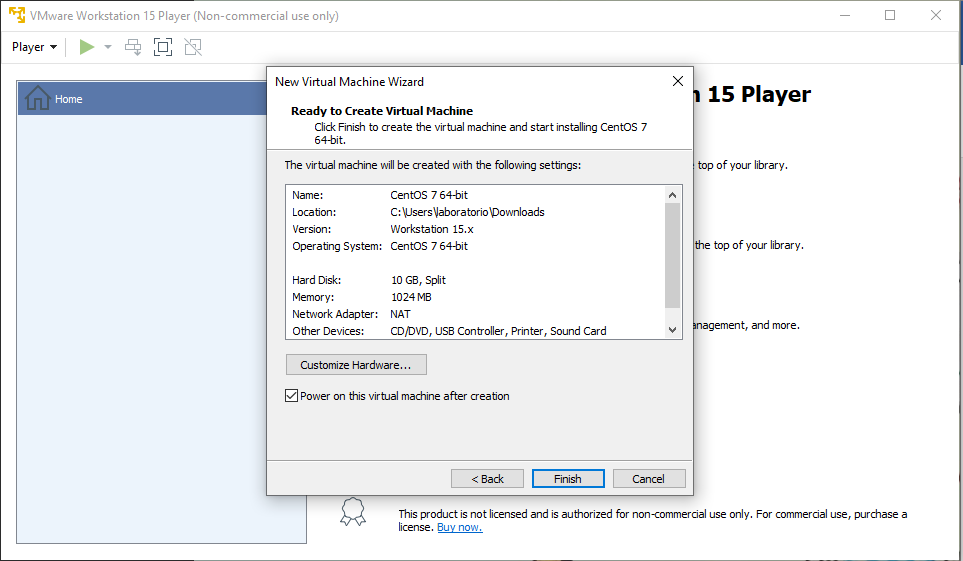 VMware Workstation 15 Player (Non-commercial use only)
Player
Home
n 15 Player
top of your library.
the top of your library.
anagement, and more.
New Virtual Machine Wizard
Ready to Create Virtual Machine
Click Finish to create the virtual machine and start installing CentOS 7
64-bit.
The virtual machine will be created with the following settings:
Name: CentOS 7 64-bit
Location: C:\Users\laboratorio\Downloads
Version: Workstation 15.x
Operating System: CentOS 7 64-bit
Hard Disk: 10 GB, Split
Memory: 1024 MB
Network Adapter: NAT
Other Devices: CD/DVD, USB Controller, Printer, Sound Card
Customize Hardware...
Power on this virtual machine after creation
< Back Finish Cancel
This product is not licensed and is authorized for non-commercial use only. For commercial use, purchase a
license. Buy now.